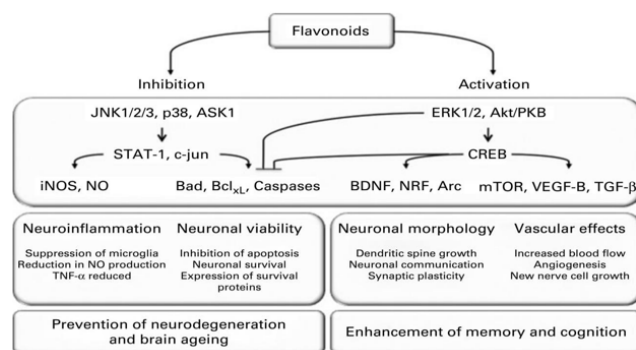 Flavonoids
Inhibition
Activation
JNK1/2/3, p38, ASK1
ERK1/2, Akt/PKB
STAT-1, c-jun
CREB
iNOS, NO
Bad, BclxL, Caspases
BDNF, NRF, Arc
mTOR, VEGF-B, TGF-β
Neuroinflammation
Suppression of microglia
Reduction in NO production
TNF-α reduced
Neuronal viability
Inhibition of apoptosis
Neuronal survival
Expression of survival
proteins
Neuronal morphology
Dendritic spine growth
Neuronal communication
Synaptic plasticity
Vascular effects
Increased blood flow
Angiogenesis
New nerve cell growth
Prevention of neurodegeneration
and brain ageing
Enhancement of memory and cognition